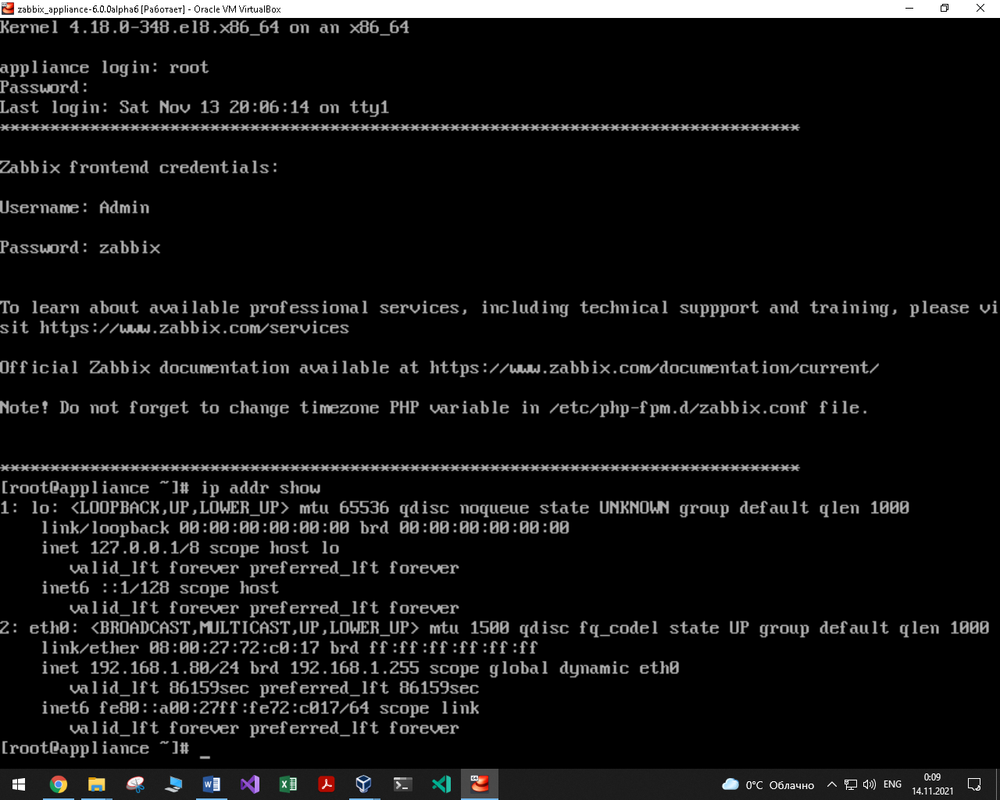 zabbix_appliance-6.0.0alpha6 [Работает] - Oracle VM VirtualBox
Kernel 4.18.0-348.el8.x86_64 on an x86_64
appliance login: root
Password:
Last login: Sat Nov 13 20:06:14 on tty1
********************************************************************************
Zabbix frontend credentials:
Username: Admin
Password: zabbix
To learn about available professional services, including technical suppport and training, please vi
sit https://www.zabbix.com/services
Official Zabbix documentation available at https://www.zabbix.com/documentation/current/
Note! Do not forget to change timezone PHP variable in /etc/php-fpm.d/zabbix.conf file.
********************************************************************************
[root@appliance ~]# ip addr show
1: lo: <LOOPBACK,UP,LOWER_UP> mtu 65536 qdisc noqueue state UNKNOWN group default qlen 1000
    link/loopback 00:00:00:00:00:00 brd 00:00:00:00:00:00
    inet 127.0.0.1/8 scope host lo
       valid_lft forever preferred_lft forever
    inet6 ::1/128 scope host
       valid_lft forever preferred_lft forever
2: eth0: <BROADCAST,MULTICAST,UP,LOWER_UP> mtu 1500 qdisc fq_codel state UP group default qlen 1000
    link/ether 08:00:27:72:c0:17 brd ff:ff:ff:ff:ff:ff
    inet 192.168.1.80/24 brd 192.168.1.255 scope global dynamic eth0
       valid_lft 86159sec preferred_lft 86159sec
    inet6 fe80::a00:27ff:fe72:c017/64 scope link
       valid_lft forever preferred_lft forever
[root@appliance ~]# _
0°C Облачно ENG 0:09
14.11.2021